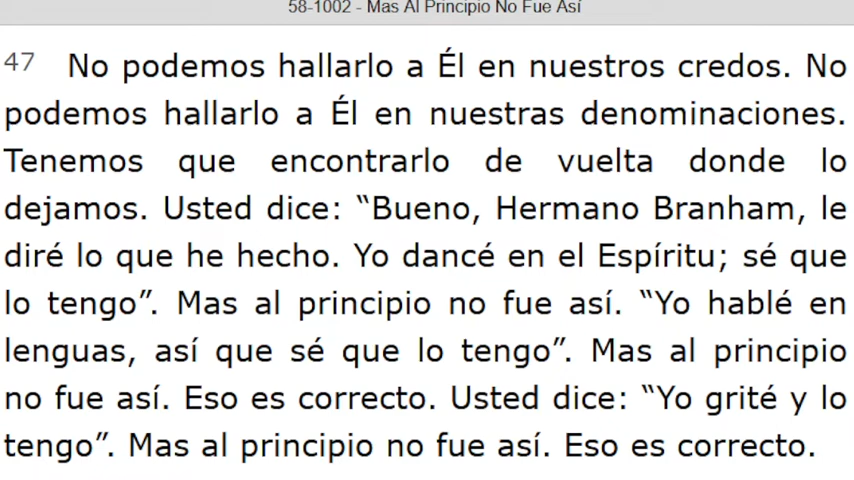 58-1002 - Mas Al Principio No Fue Así
47 No podemos hallarlo a Él en nuestros credos. No
podemos hallarlo a Él en nuestras denominaciones.
Tenemos que encontrarlo de vuelta donde lo
dejamos. Usted dice: “Bueno, Hermano Branham, le
diré lo que he hecho. Yo dancé en el Espíritu; sé que
lo tengo”. Mas al principio no fue así. “Yo hablé en
lenguas, así que sé que lo tengo”. Mas al principio
no fue así. Eso es correcto. Usted dice: “Yo grité y lo
tengo”. Mas al principio no fue así. Eso es correcto.